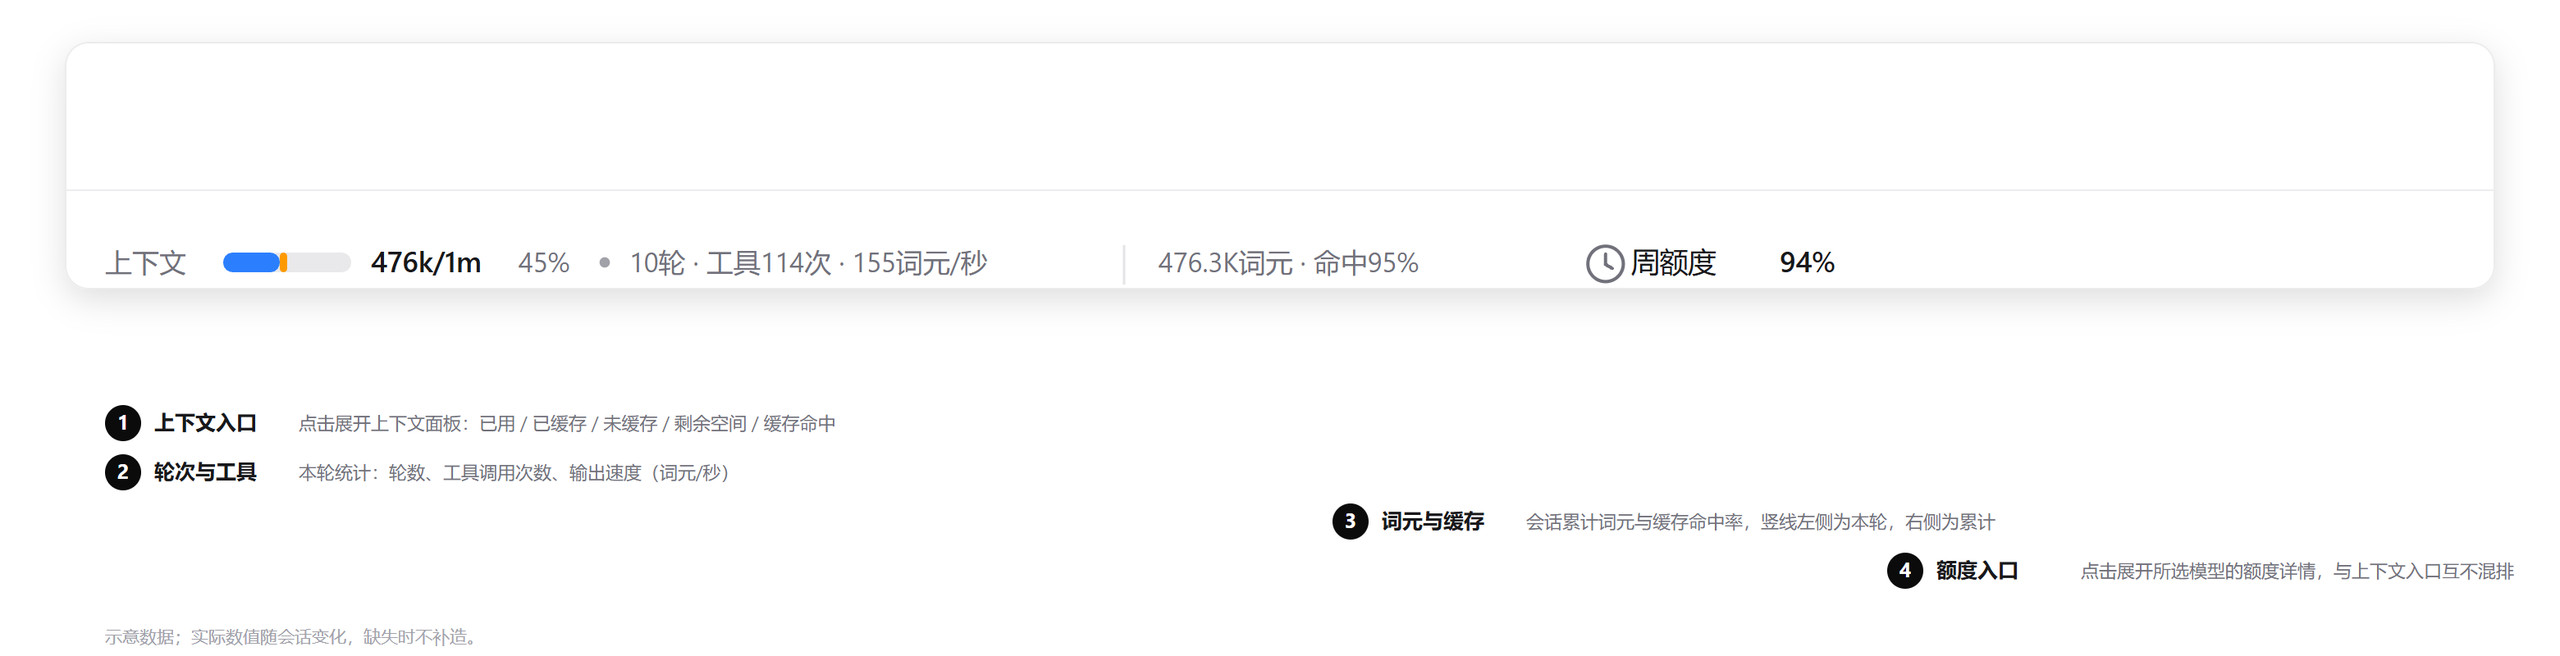 上下文 476k/1m 45% 10轮 · 工具114次 · 155词元/秒 476.3K词元 · 命中95% 周额度 94%
1 上下文入口 点击展开上下文面板：已用 / 已缓存 / 未缓存 / 剩余空间 / 缓存命中
2 轮次与工具 本轮统计：轮数、工具调用次数、输出速度（词元/秒）
3 词元与缓存 会话累计词元与缓存命中率，竖线左侧为本轮，右侧为累计
4 额度入口 点击展开所选模型的额度详情，与上下文入口互不混排
示意数据；实际数值随会话变化，缺失时不补造。